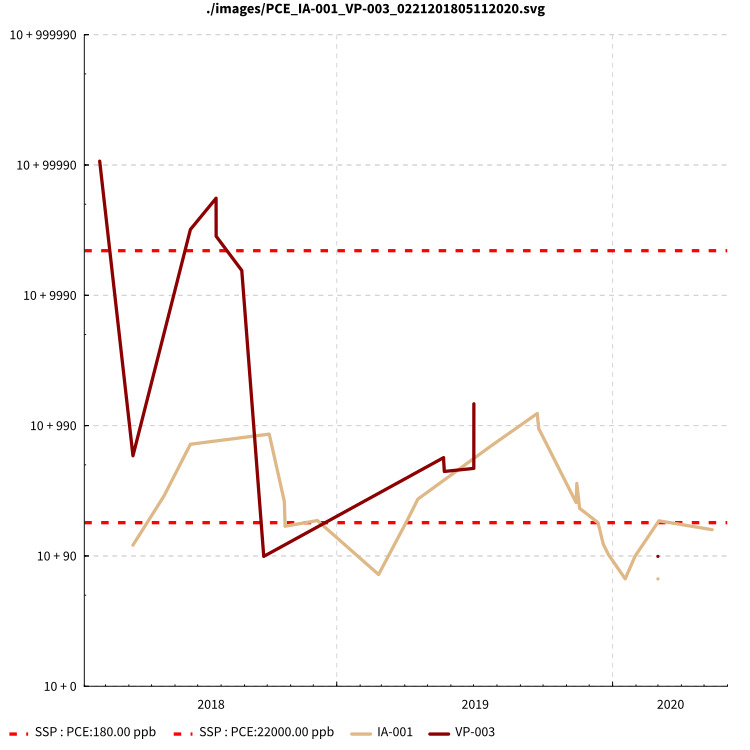 ./images/PCE_IA-001_VP-003_0221201805112020.svg
10 + 999990
10 + 99990
10 + 9990
10 + 990
10 + 90
10 + 0
2018 2019 2020
SSP : PCE:180.00 ppb SSP : PCE:22000.00 ppb IA-001 VP-003